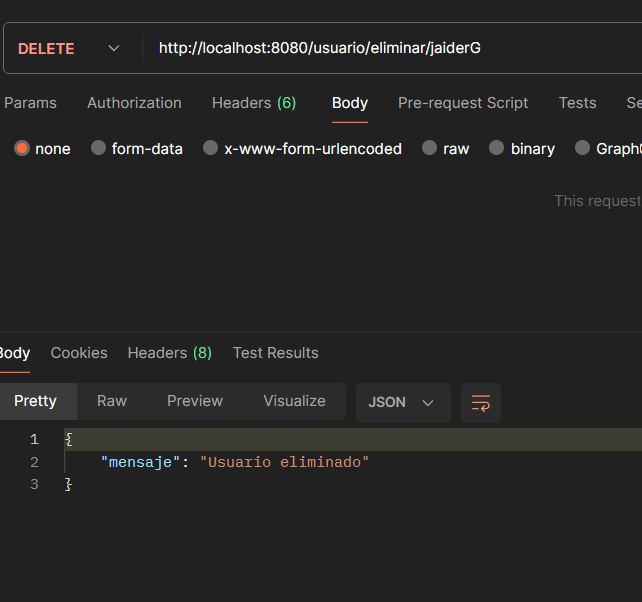 DELETE http://localhost:8080/usuario/eliminar/jaiderG
Params Authorization Headers (6) Body Pre-request Script Tests Se
none form-data x-www-form-urlencoded raw binary Graph
This request
Body Cookies Headers (8) Test Results
Pretty Raw Preview Visualize JSON
1 {
2 "mensaje": "Usuario eliminado"
3 }